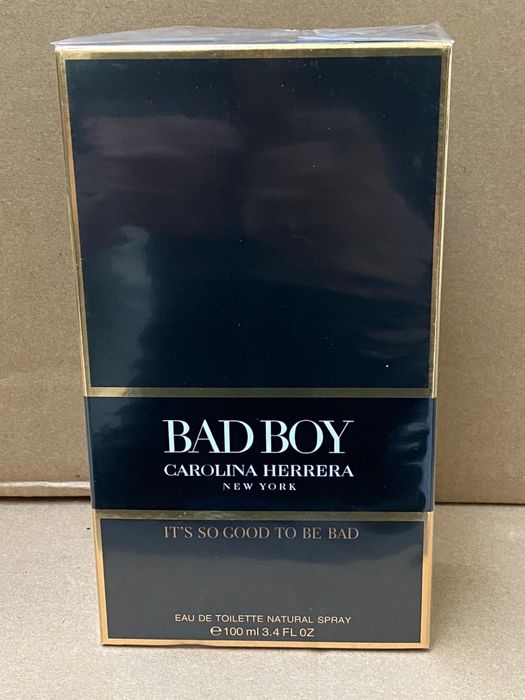 BAD BOY
CAROLINA HERRERA
NEW YORK
IT'S SO GOOD TO BE BAD
EAU DE TOILETTE NATURAL SPRAY
℮ 100 ml 3.4 FL OZ